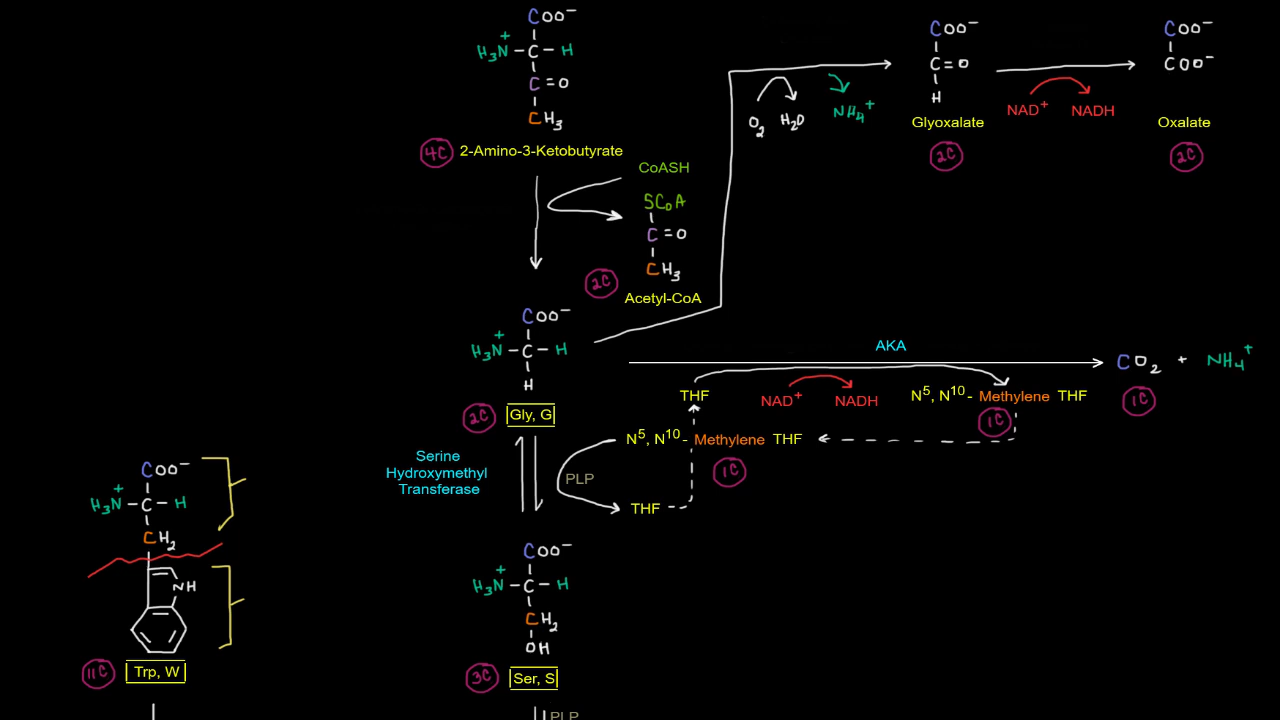 COO⁻
H₃N⁺–C–H
C=O
CH₃
4C
2-Amino-3-Ketobutyrate
CoASH
SCoA
C=O
CH₃
2C
Acetyl-CoA
O₂ H₂O NH₄⁺
COO⁻
C=O
H
Glyoxalate
2C
NAD⁺ NADH
COO⁻
COO⁻
Oxalate
2C
COO⁻
H₃N⁺–C–H
H
2C
Gly, G
AKA
CO₂ + NH₄⁺
1C
THF
NAD⁺ NADH
N⁵, N¹⁰- Methylene THF
1C
N⁵, N¹⁰- Methylene THF
1C
PLP
THF
Serine
Hydroxymethyl
Transferase
COO⁻
H₃N⁺–C–H
CH₂
NH
11C
Trp, W
COO⁻
H₃N⁺–C–H
CH₂
OH
3C
Ser, S
PLP